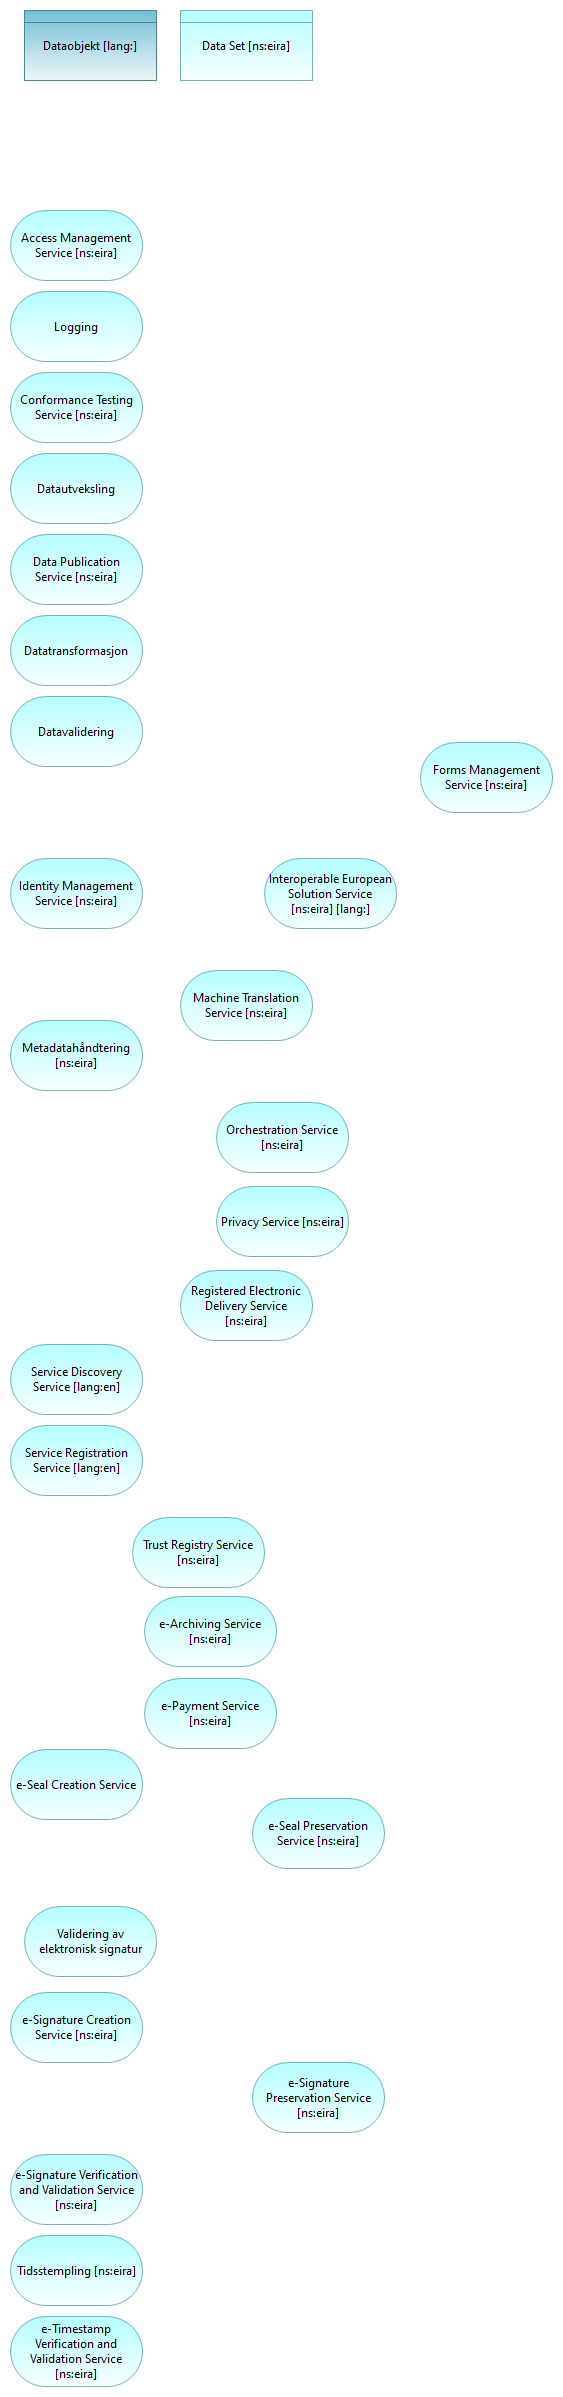 Dataobjekt [lang:]
Data Set [ns:eira]
Access Management
Service [ns:eira]
Logging
Conformance Testing
Service [ns:eira]
Datautveksling
Data Publication
Service [ns:eira]
Datatransformasjon
Datavalidering
Forms Management
Service [ns:eira]
Identity Management
Service [ns:eira]
Interoperable European
Solution Service
[ns:eira] [lang:]
Machine Translation
Service [ns:eira]
Metadatahåndtering
[ns:eira]
Orchestration Service
[ns:eira]
Privacy Service [ns:eira]
Registered Electronic
Delivery Service
[ns:eira]
Service Discovery
Service [lang:en]
Service Registration
Service [lang:en]
Trust Registry Service
[ns:eira]
e-Archiving Service
[ns:eira]
e-Payment Service
[ns:eira]
e-Seal Creation Service
e-Seal Preservation
Service [ns:eira]
Validering av
elektronisk signatur
e-Signature Creation
Service [ns:eira]
e-Signature
Preservation Service
[ns:eira]
e-Signature Verification
and Validation Service
[ns:eira]
Tidsstempling [ns:eira]
e-Timestamp
Verification and
Validation Service
[ns:eira]